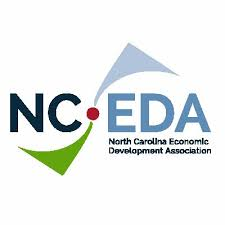 NC EDA
North Carolina Economic
Development Association